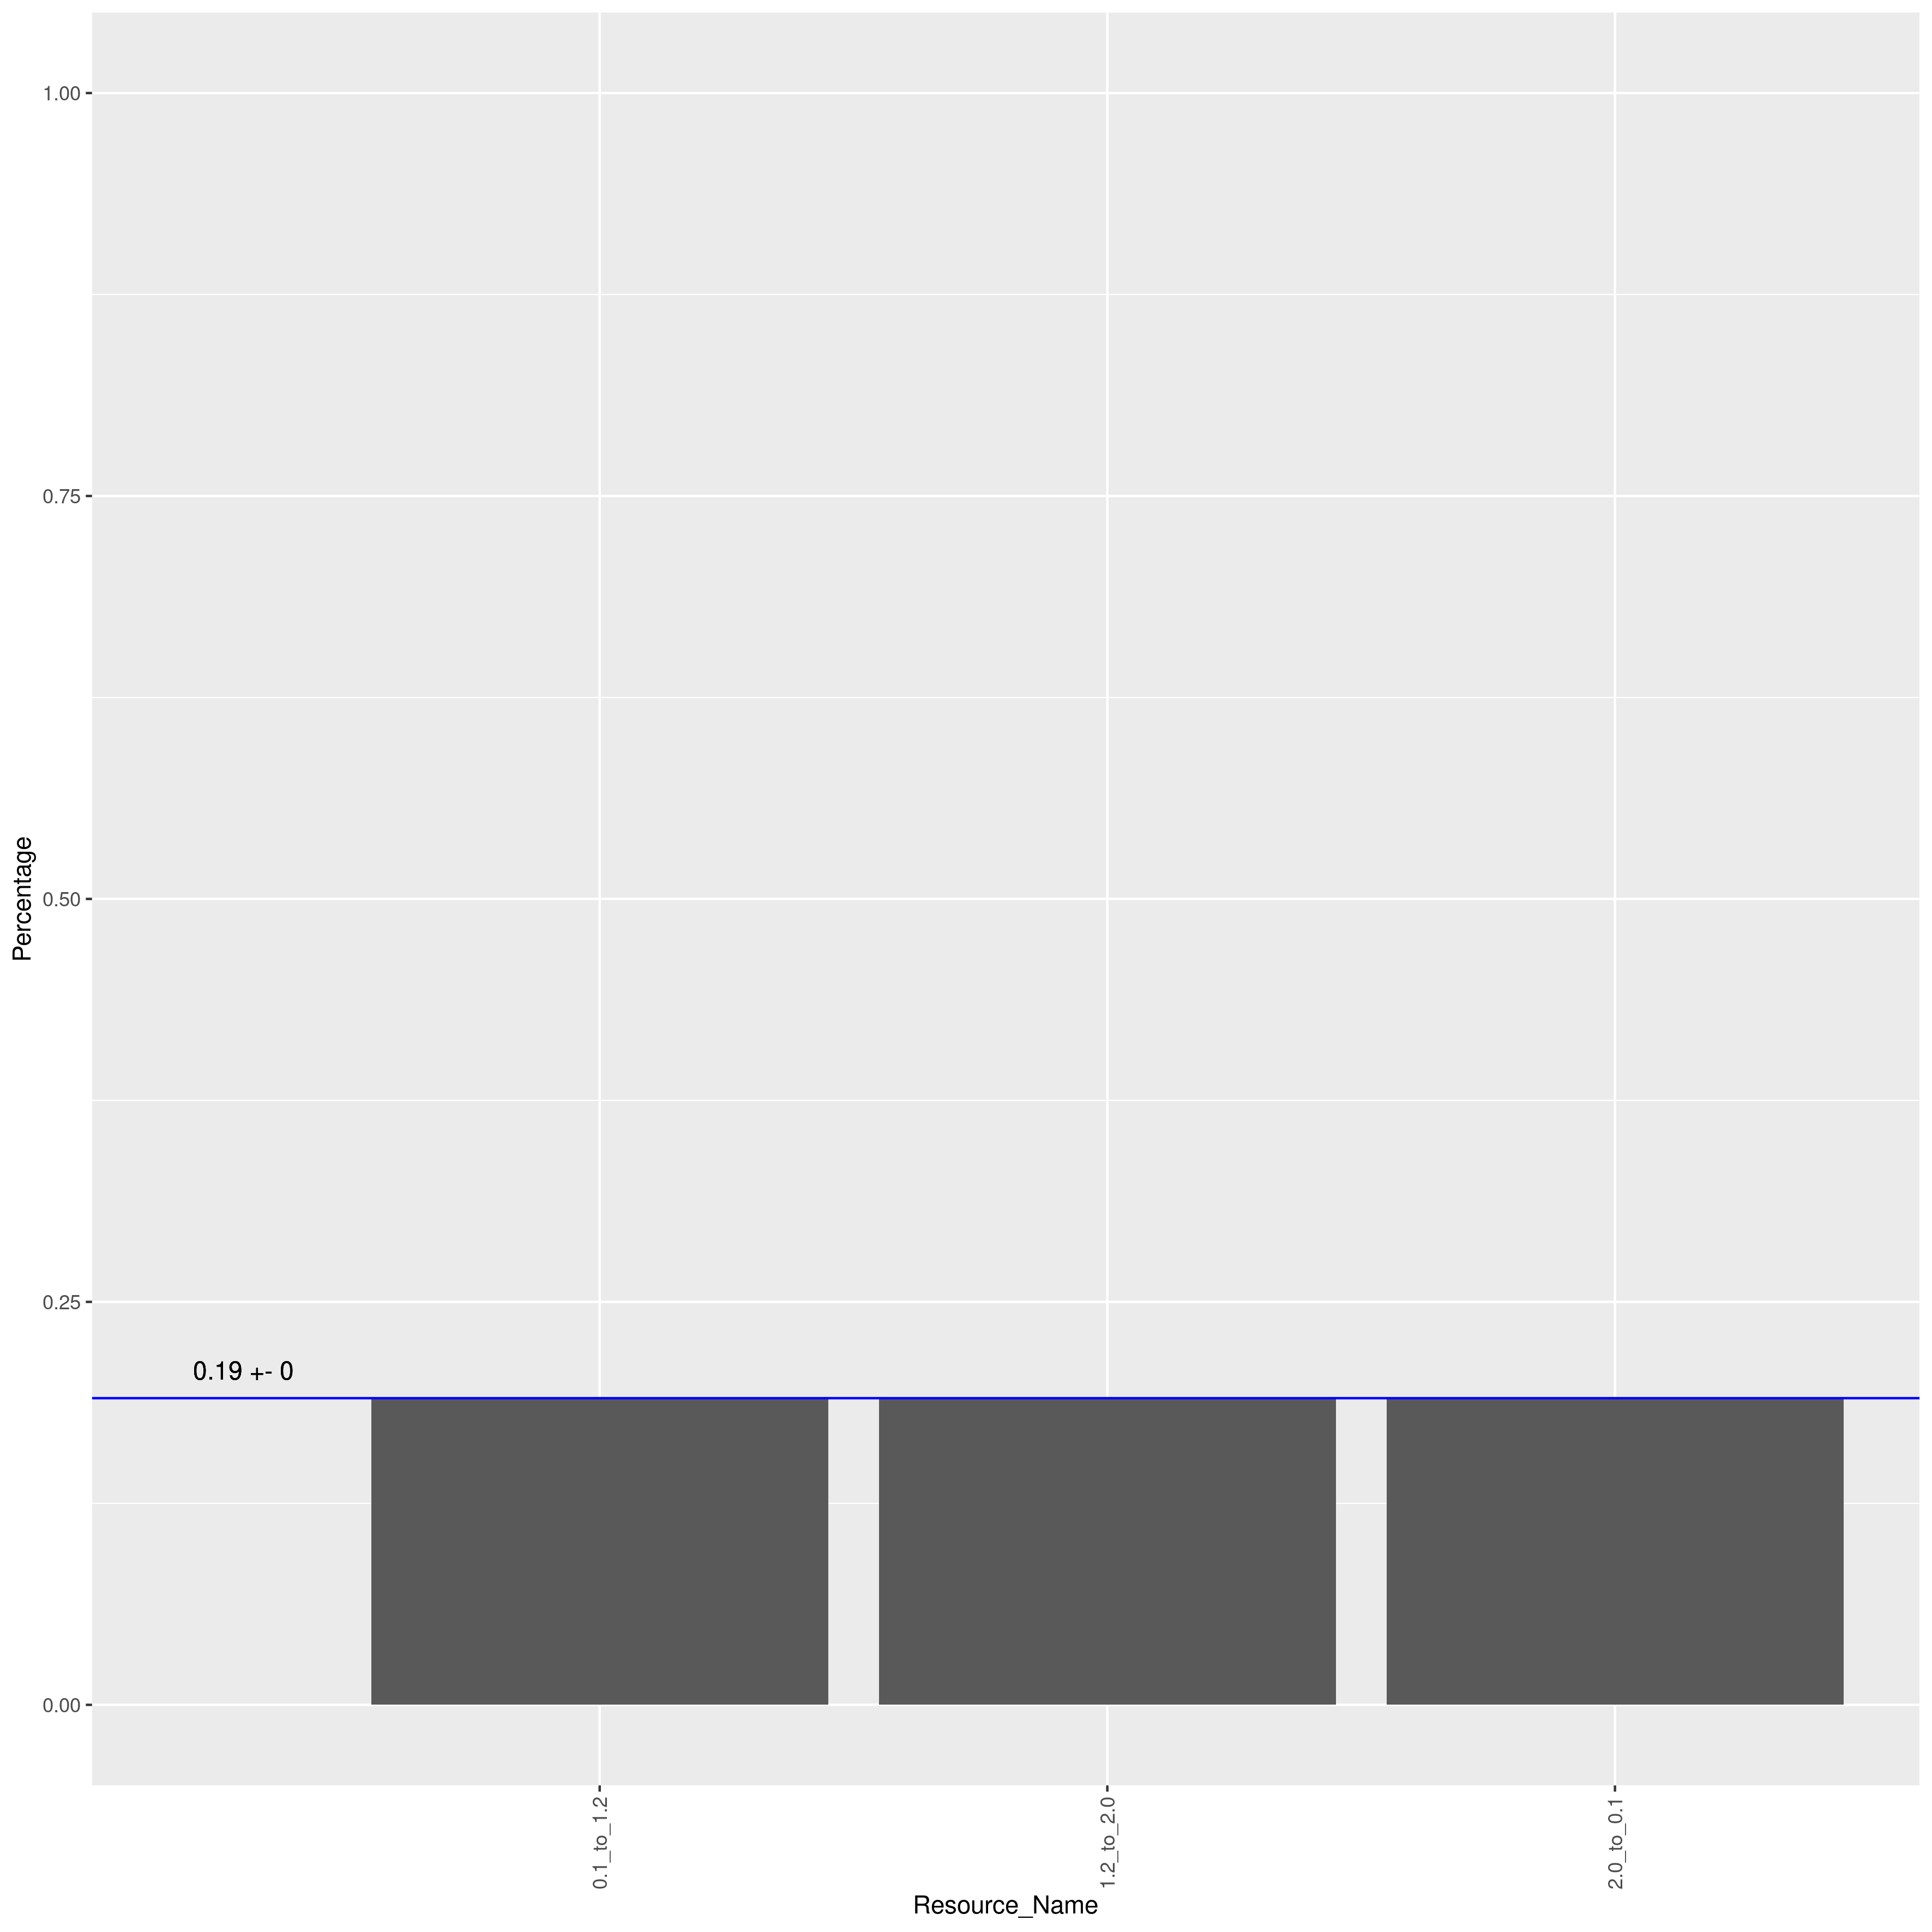 1.00
0.75
0.50
0.25
0.00
Percentage
0.19 +- 0
0.1_to_1.2
1.2_to_2.0
2.0_to_0.1
Resource_Name